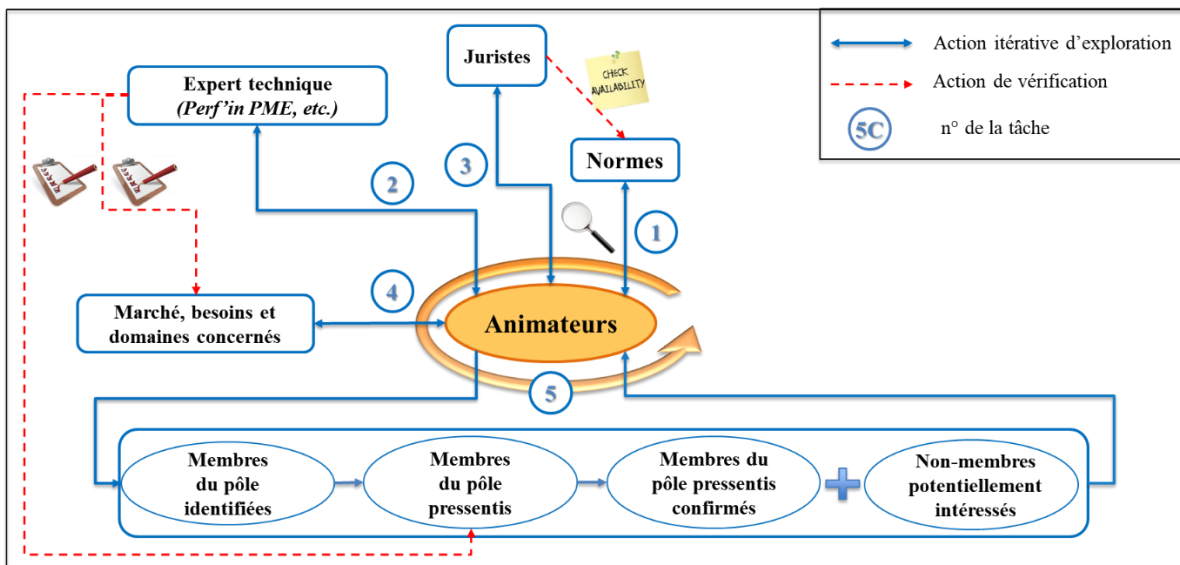 Juristes
CHECK
AVAILABILITY
Expert technique
(Perf'in PME, etc.)
Normes
Action itérative d'exploration
Action de vérification
5C
n° de la tâche
2
3
1
Marché, besoins et
domaines concernés
4
Animateurs
5
Membres
du pôle
identifiées
Membres
du pôle
pressentis
Membres du
pôle pressentis
confirmés
Non-membres
potentiellement
intéressés